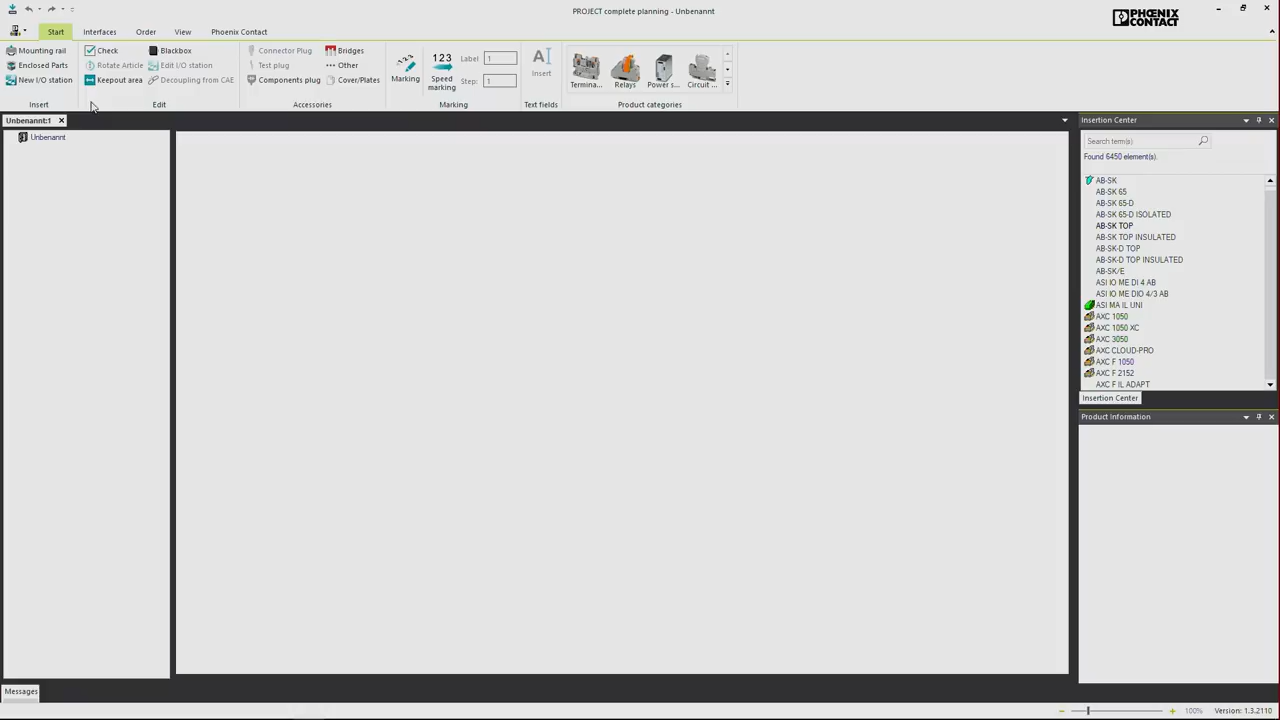 PROJECT complete planning - Unbenannt
PHŒNIX CONTACT
Start Interfaces Order View Phoenix Contact
Mounting rail Check Blackbox Connector Plug Bridges Label 1
Enclosed Parts Rotate Article Edit I/O station Test plug Other
New I/O station Keepout area Decoupling from CAE Components plug Cover/Plates
Marking 123 Speed marking Step: 1 A Insert Termina... Relays Power s... Circuit ...
Insert Edit Accessories Marking Text fields Product categories
Unbenannt:1
Unbenannt
Insertion Center
Search term(s)
Found 6450 element(s).
AB-SK
AB-SK 65
AB-SK 65-D
AB-SK 65-D ISOLATED
AB-SK TOP
AB-SK TOP INSULATED
AB-SK-D TOP
AB-SK-D TOP INSULATED
AB-SK/E
ASI IO ME DI 4 AB
ASI IO ME DIO 4/3 AB
ASI MA IL UNI
AXC 1050
AXC 1050 XC
AXC 3050
AXC CLOUD-PRO
AXC F 1050
AXC F 2152
AXC F IL ADAPT
Insertion Center
Product Information
Messages
100% Version: 1.3.2110